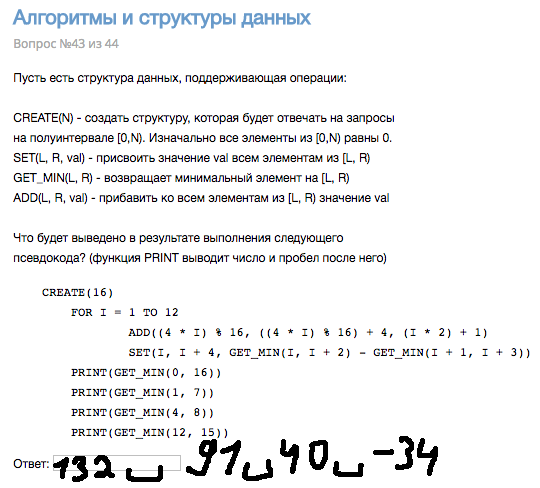 Алгоритмы и структуры данных
Вопрос №43 из 44
Пусть есть структура данных, поддерживающая операции:
CREATE(N) - создать структуру, которая будет отвечать на запросы
на полуинтервале [0,N). Изначально все элементы из [0,N) равны 0.
SET(L, R, val) - присвоить значение val всем элементам из [L, R)
GET_MIN(L, R) - возвращает минимальный элемент на [L, R)
ADD(L, R, val) - прибавить ко всем элементам из [L, R) значение val
Что будет выведено в результате выполнения следующего
псевдокода? (функция PRINT выводит число и пробел после него)
CREATE(16)
FOR I = 1 TO 12
ADD((4 * I) % 16, ((4 * I) % 16) + 4, (I * 2) + 1)
SET(I, I + 4, GET_MIN(I, I + 2) - GET_MIN(I + 1, I + 3))
PRINT(GET_MIN(0, 16))
PRINT(GET_MIN(1, 7))
PRINT(GET_MIN(4, 8))
PRINT(GET_MIN(12, 15))
Ответ: 132 ␣ 91 ␣ 40 ␣ -34